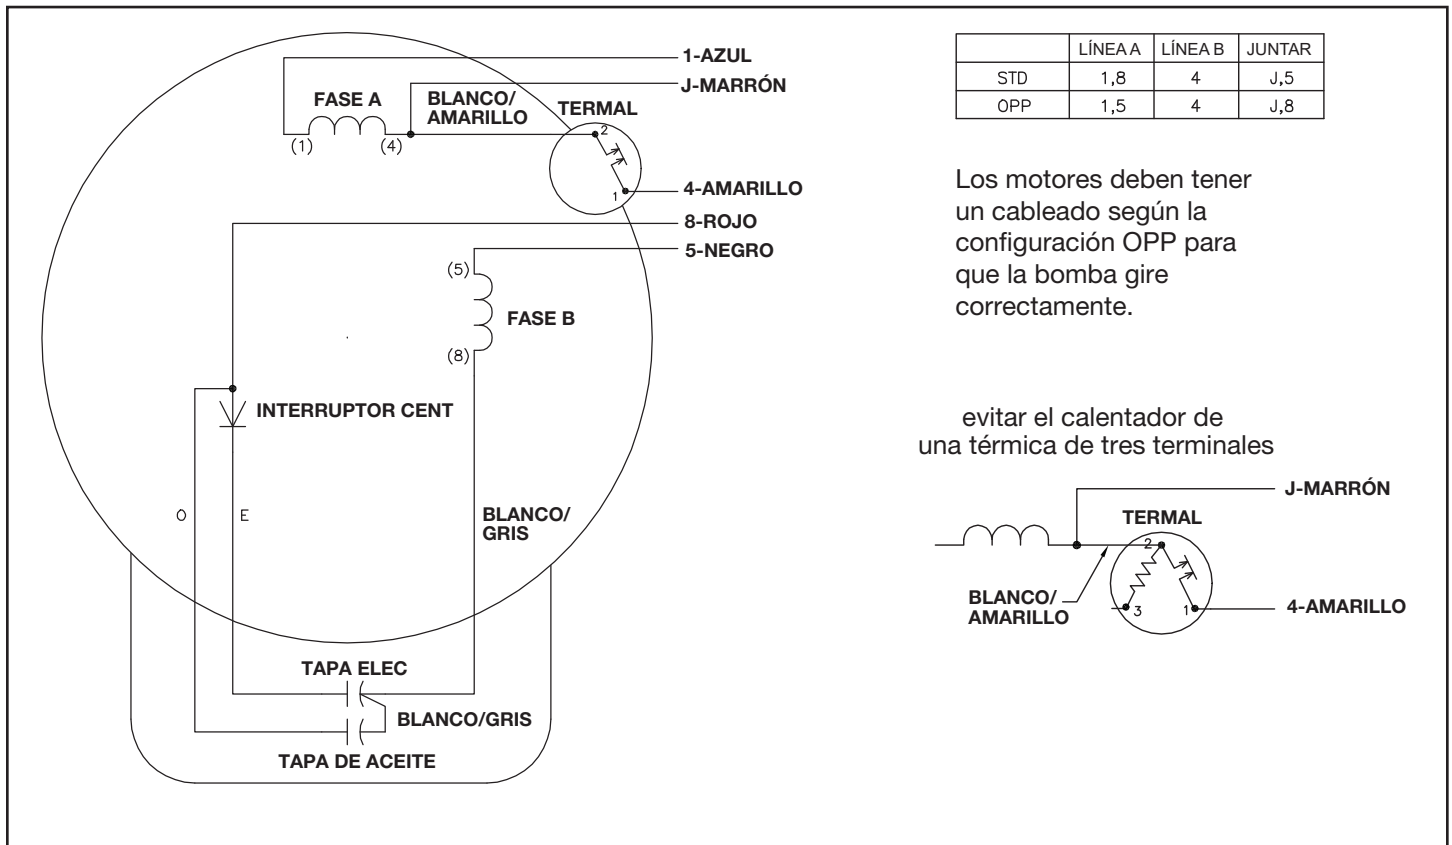 1-AZUL
J-MARRÓN
FASE A
BLANCO/
AMARILLO
TERMAL
(1)
(4)
2
1
4-AMARILLO
8-ROJO
5-NEGRO
(5)
FASE B
(8)
INTERRUPTOR CENT
O
E
BLANCO/
GRIS
TAPA ELEC
BLANCO/GRIS
TAPA DE ACEITE
LÍNEA A LÍNEA B JUNTAR
STD 1,8 4 J,5
OPP 1,5 4 J,8
Los motores deben tener
un cableado según la
configuración OPP para
que la bomba gire
correctamente.
evitar el calentador de
una térmica de tres terminales
J-MARRÓN
TERMAL
2
BLANCO/
AMARILLO
3
1
4-AMARILLO